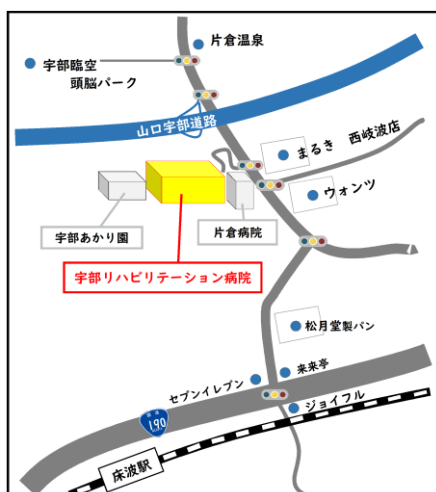 片倉温泉
宇部臨空
頭脳パーク
山口宇部道路
まるき 西岐波店
ウォンツ
宇部あかり園
片倉病院
宇部リハビリテーション病院
松月堂製パン
来来亭
セブンイレブン
ジョイフル
国道
190
床波駅